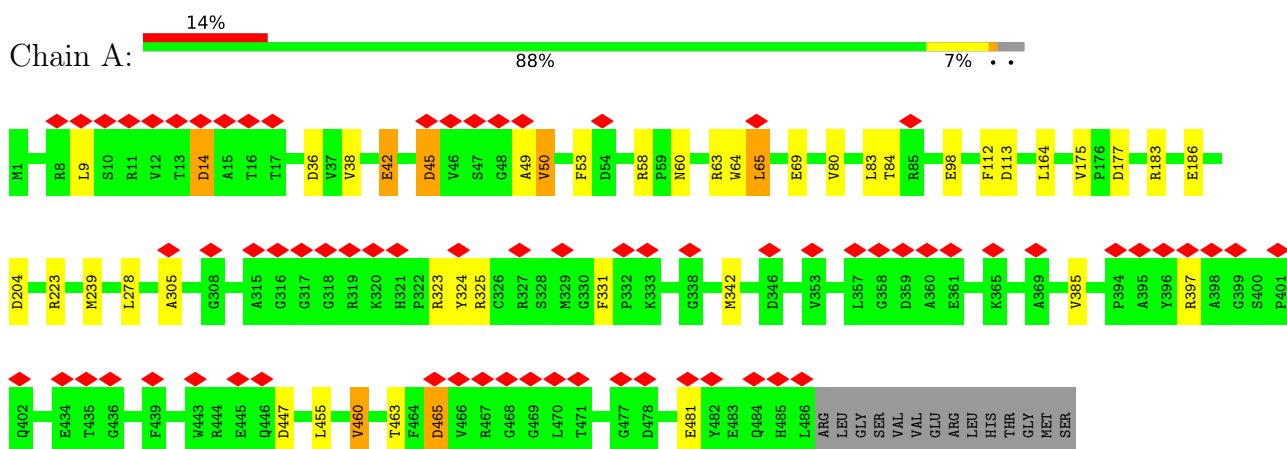 14%
Chain A:
88% 7% • •
M1 R8 L9 S10 R11 V12 T13 D14 A15 T16 T17 D36 V37 V38 E42 D45 V46 S47 G48 A49 V50 F53 D54 R58 P59 N60 R63 W64 L65 E69 V80 L83 T84 R85 E98 F112 D113 L164 V175 P176 D177 R183 E186
D204 R223 M239 L278 A305 G308 A315 G316 G317 G318 R319 K320 H321 P322 R323 Y324 R325 C326 R327 S328 M329 G330 F331 P332 K333 G338 M342 D346 V353 L357 G358 D359 A360 E361 K365 A369 V385 P394 A395 Y396 R397 A398 G399 S400 P401
Q402 E434 T435 G436 F439 W443 R444 E445 Q446 D447 L455 V460 T463 F464 D465 V466 R467 G468 G469 L470 T471 G477 D478 E481 Y482 E483 Q484 H485 L486 ARG LEU GLY SER VAL VAL GLU ARG LEU HIS THR GLY MET SER